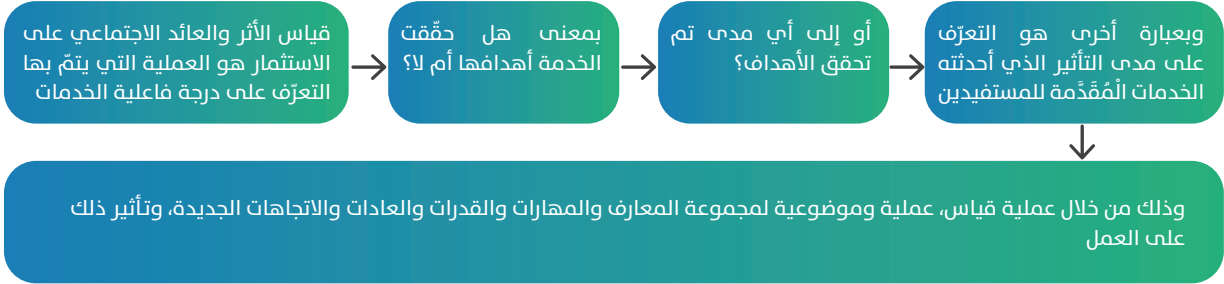 قياس الأثر والعائد الاجتماعي على
الاستثمار هو العملية التي يتمّ بها
التعرّف على درجة فاعلية الخدمات
بمعنى هل حقّقت
الخدمة أهدافها أم لا؟
أو إلى أي مدى تم
تحقق الأهداف؟
وبعبارة أخرى هو التعرّف
على مدى التأثير الذي أحدثته
الخدمات الْمُقَدَّمة للمستفيدين
وذلك من خلال عملية قياس، عملية وموضوعية لمجموعة المعارف والمهارات والقدرات والعادات والاتجاهات الجديدة، وتأثير ذلك
على العمل